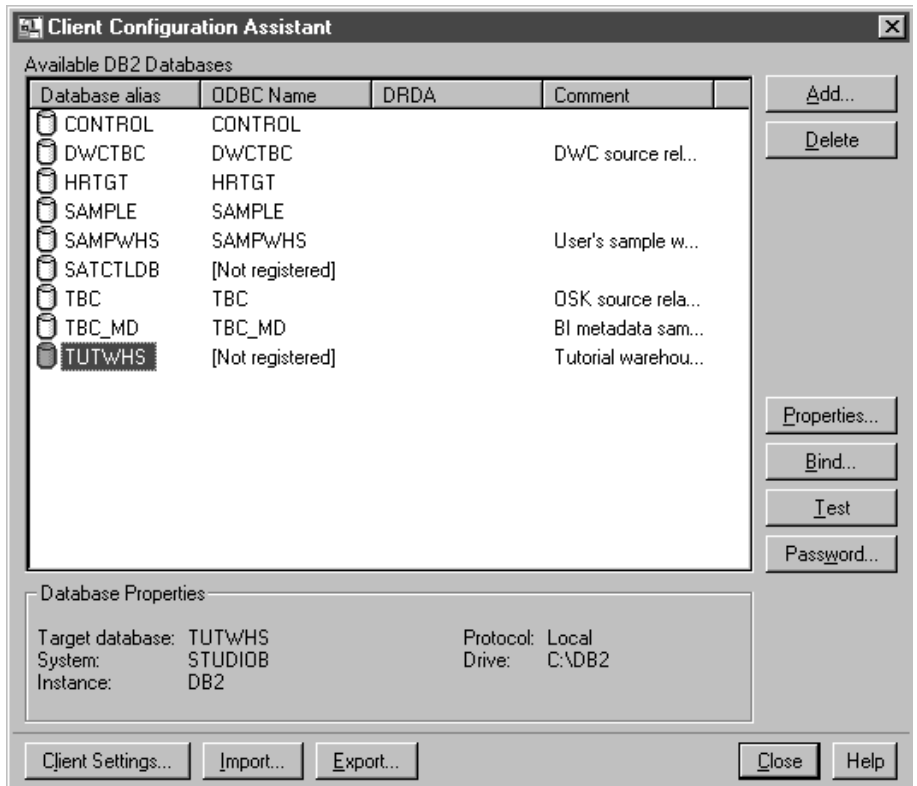 Client Configuration Assistant
Available DB2 Databases
Database alias ODBC Name DRDA Comment
CONTROL CONTROL
DWCTBC DWCTBC DWC source rel...
HRTGT HRTGT
SAMPLE SAMPLE
SAMPWHS SAMPWHS User's sample w...
SATCTLDB [Not registered]
TBC TBC OSK source rela...
TBC_MD TBC_MD BI metadata sam...
TUTWHS [Not registered] Tutorial warehou...
Add...
Delete
Properties...
Bind...
Test
Password...
Database Properties
Target database: TUTWHS Protocol: Local
System: STUDIOB Drive: C:\DB2
Instance: DB2
Client Settings... Import... Export... Close Help